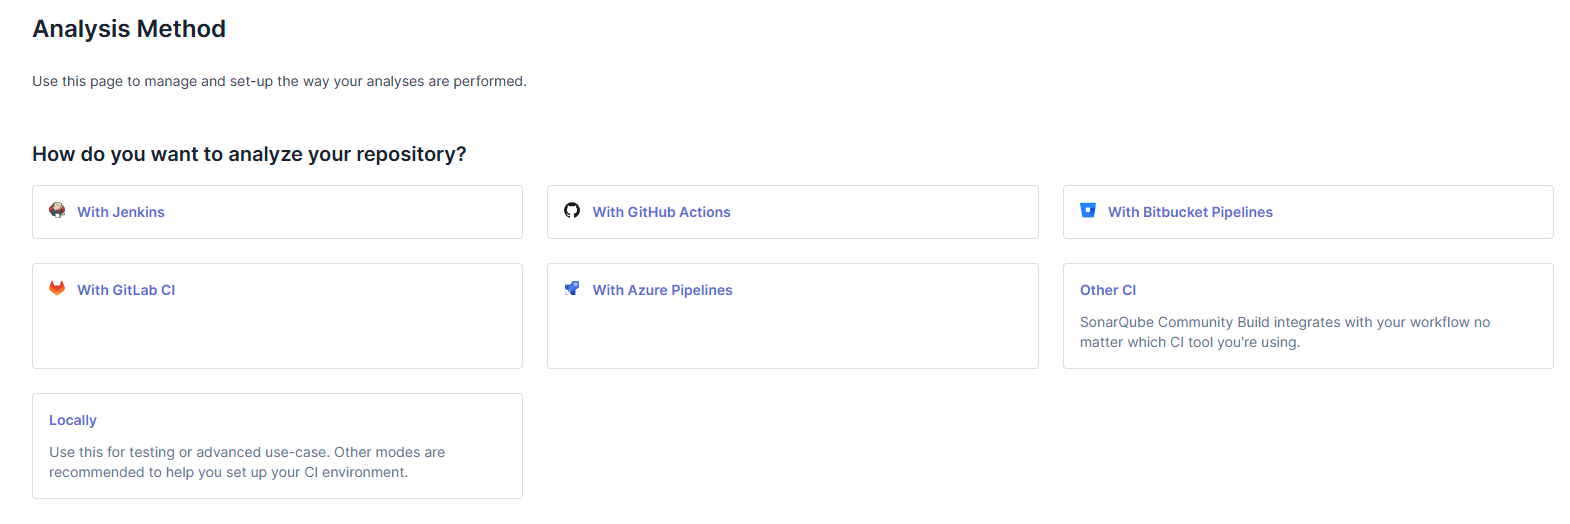 Analysis Method
Use this page to manage and set-up the way your analyses are performed.
How do you want to analyze your repository?
With Jenkins
With GitHub Actions
With Bitbucket Pipelines
With GitLab CI
With Azure Pipelines
Other CI
SonarQube Community Build integrates with your workflow no
matter which CI tool you're using.
Locally
Use this for testing or advanced use-case. Other modes are
recommended to help you set up your CI environment.